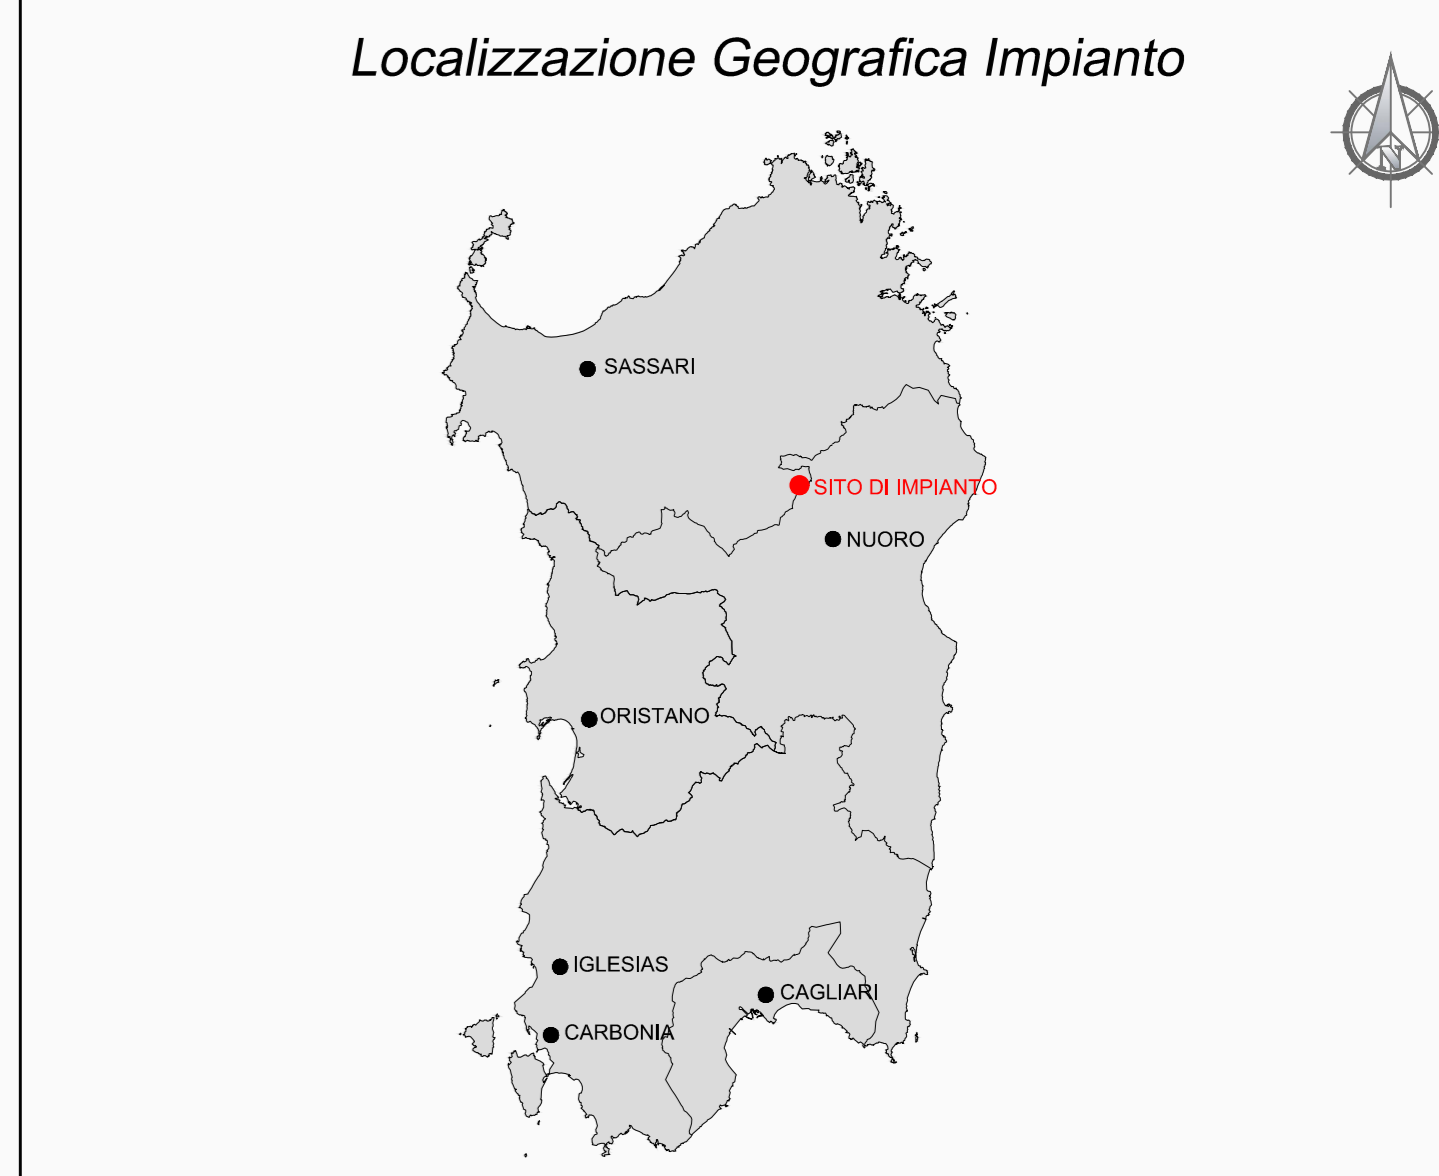 Localizzazione Geografica Impianto
N
SASSARI
SITO DI IMPIANTO
NUORO
ORISTANO
IGLESIAS
CAGLIARI
CARBONIA